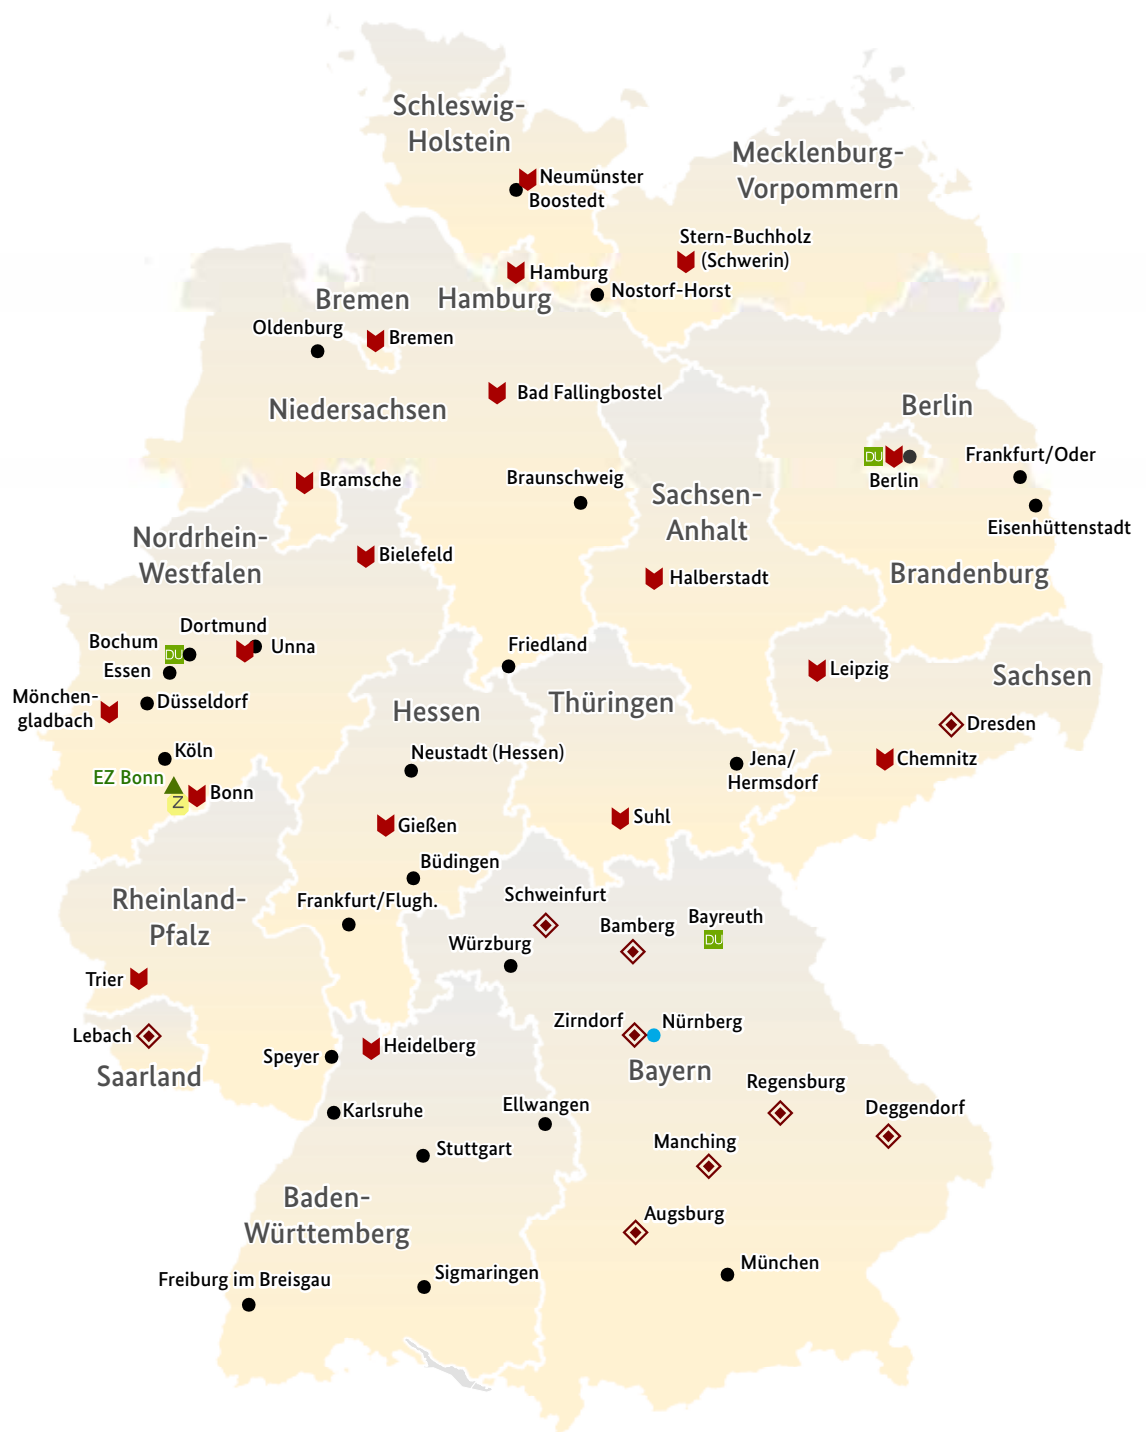 Schleswig-
Holstein
Mecklenburg-
Vorpommern
Neumünster
Boostedt
Stern-Buchholz
(Schwerin)
Hamburg
Nostorf-Horst
Bremen
Hamburg
Oldenburg
Bremen
Bad Fallingbostel
Niedersachsen
Berlin
DU
Berlin
Frankfurt/Oder
Eisenhüttenstadt
Bramsche
Braunschweig
Sachsen-
Anhalt
Nordrhein-
Westfalen
Bielefeld
Halberstadt
Brandenburg
Dortmund
Bochum
DU
Unna
Essen
Friedland
Leipzig
Sachsen
Mönchen-
gladbach
Düsseldorf
Hessen
Thüringen
Dresden
Köln
Neustadt (Hessen)
Jena/
Hermsdorf
Chemnitz
EZ Bonn
Z
Bonn
Gießen
Suhl
Büdingen
Rheinland-
Pfalz
Frankfurt/Flugh.
Schweinfurt
Bamberg
Bayreuth
DU
Würzburg
Trier
Lebach
Saarland
Zirndorf
Nürnberg
Speyer
Heidelberg
Bayern
Regensburg
Karlsruhe
Ellwangen
Deggendorf
Stuttgart
Manching
Baden-
Württemberg
Augsburg
München
Freiburg im Breisgau
Sigmaringen